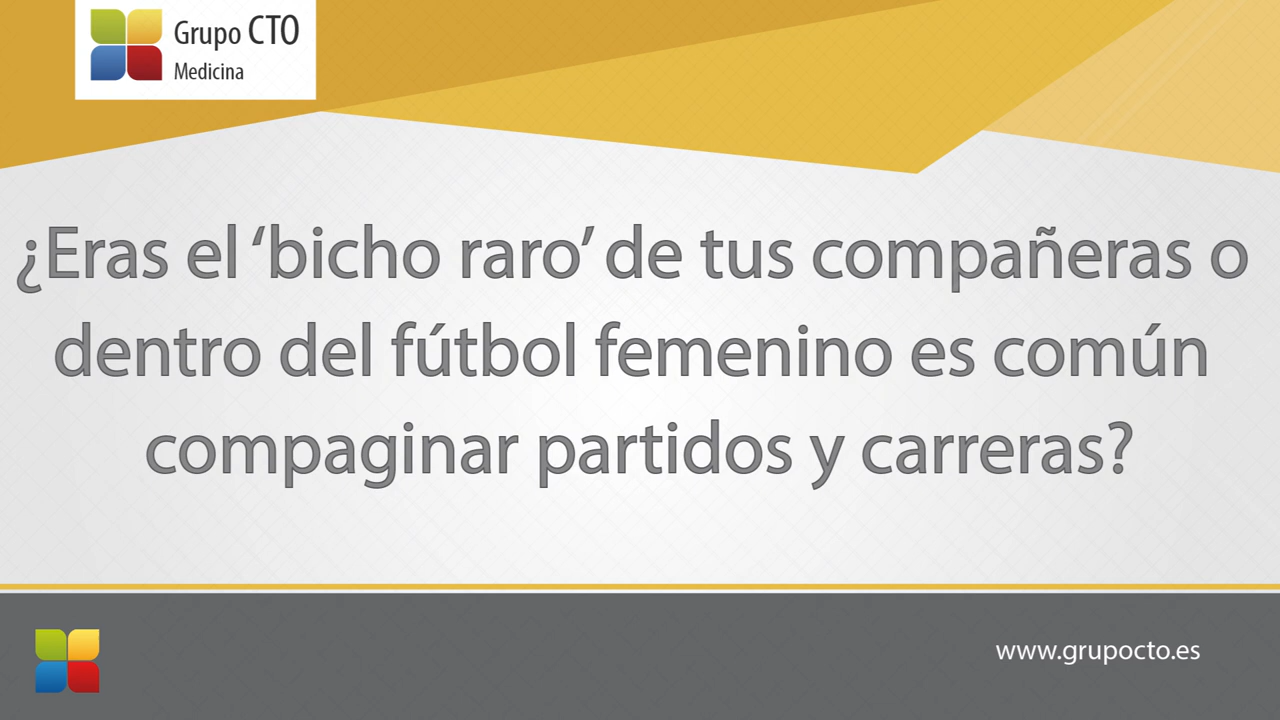 Grupo CTO
Medicina
¿Eras el ‘bicho raro’ de tus compañeras o
dentro del fútbol femenino es común
compaginar partidos y carreras?
www.grupocto.es